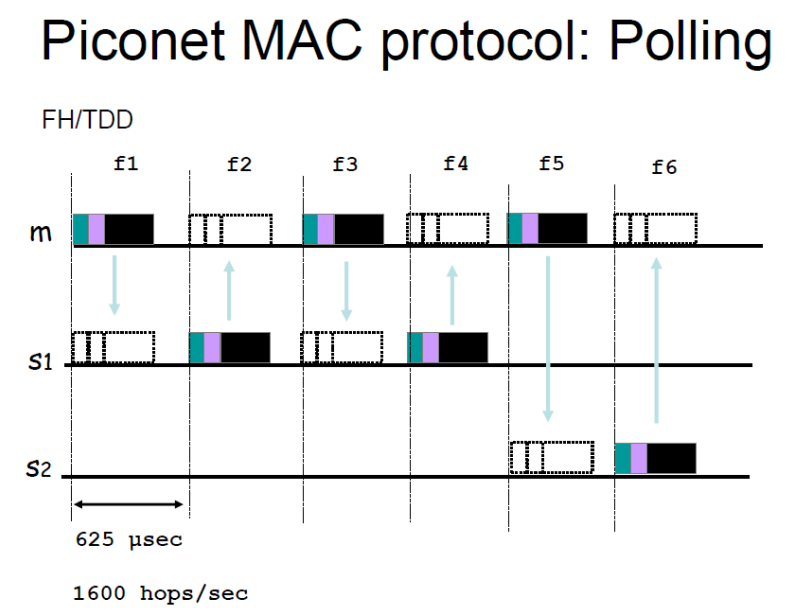 Piconet MAC protocol: Polling
FH/TDD
f1 f2 f3 f4 f5 f6
m
S1
S2
625 µsec
1600 hops/sec